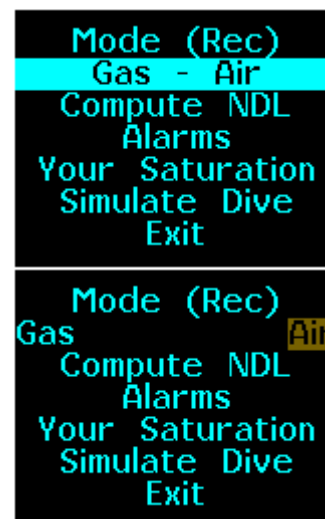 Mode (Rec)
Gas - Air
Compute NDL
Alarms
Your Saturation
Simulate Dive
Exit
Mode (Rec)
Gas Air
Compute NDL
Alarms
Your Saturation
Simulate Dive
Exit